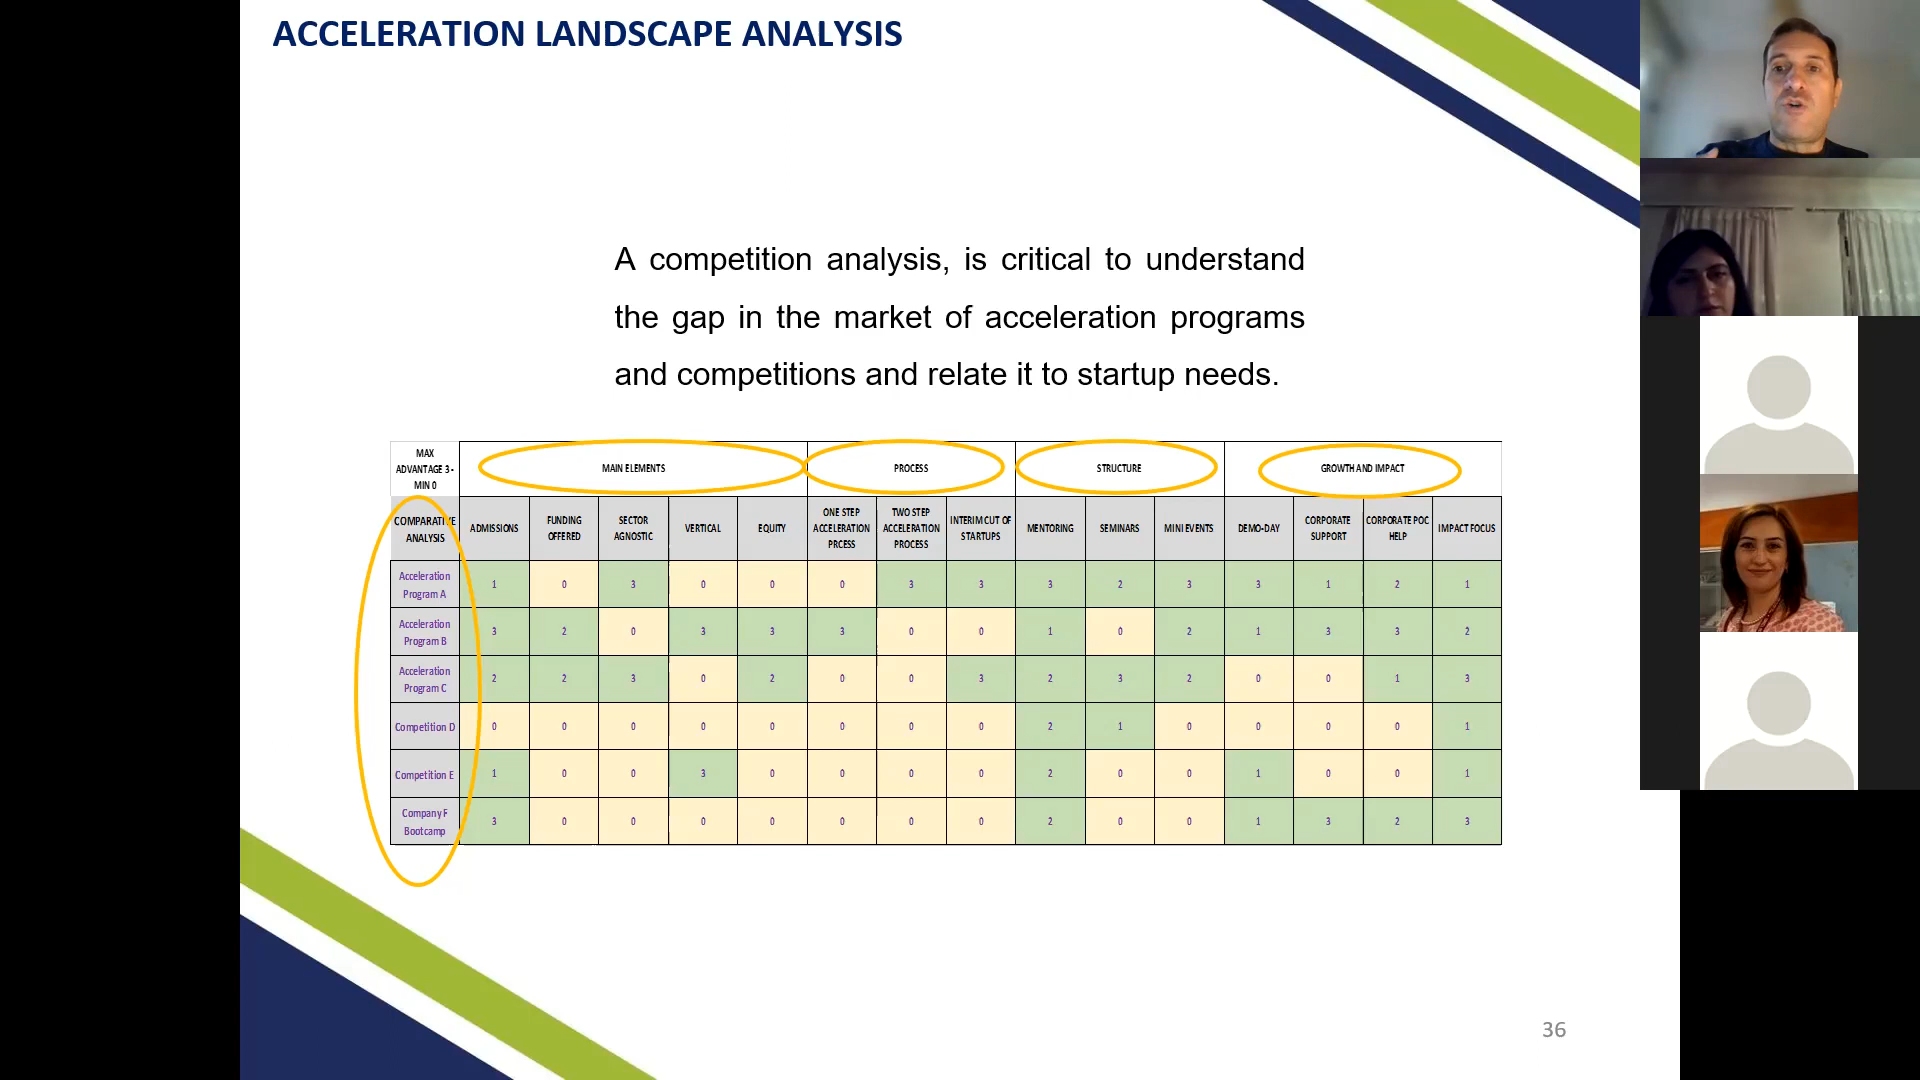 ACCELERATION LANDSCAPE ANALYSIS
A competition analysis, is critical to understand
the gap in the market of acceleration programs
and competitions and relate it to startup needs.
MAX ADVANTAGE 3 - MIN 0 MAIN ELEMENTS PROCESS STRUCTURE GROWTH AND IMPACT
COMPARATIVE ANALYSIS ADMISSIONS FUNDING OFFERED SECTOR AGNOSTIC VERTICAL EQUITY ONE STEP ACCELERATION PRCESS TWO STEP ACCELERATION PROCESS INTERIM CUT OF STARTUPS MENTORING SEMINARS MINI EVENTS DEMO-DAY CORPORATE SUPPORT CORPORATE POC HELP IMPACT FOCUS
Acceleration Program A 1 0 3 0 0 0 3 3 3 2 3 3 1 2 1
Acceleration Program B 3 2 0 3 3 3 0 0 1 0 2 1 3 3 2
Acceleration Program C 2 2 3 0 2 0 0 3 2 3 2 0 0 1 3
Competition D 0 0 0 0 0 0 0 0 2 1 0 0 0 0 1
Competition E 1 0 0 3 0 0 0 0 2 0 0 1 0 0 1
Company F Bootcamp 3 0 0 0 0 0 0 0 2 0 0 1 3 2 3
36